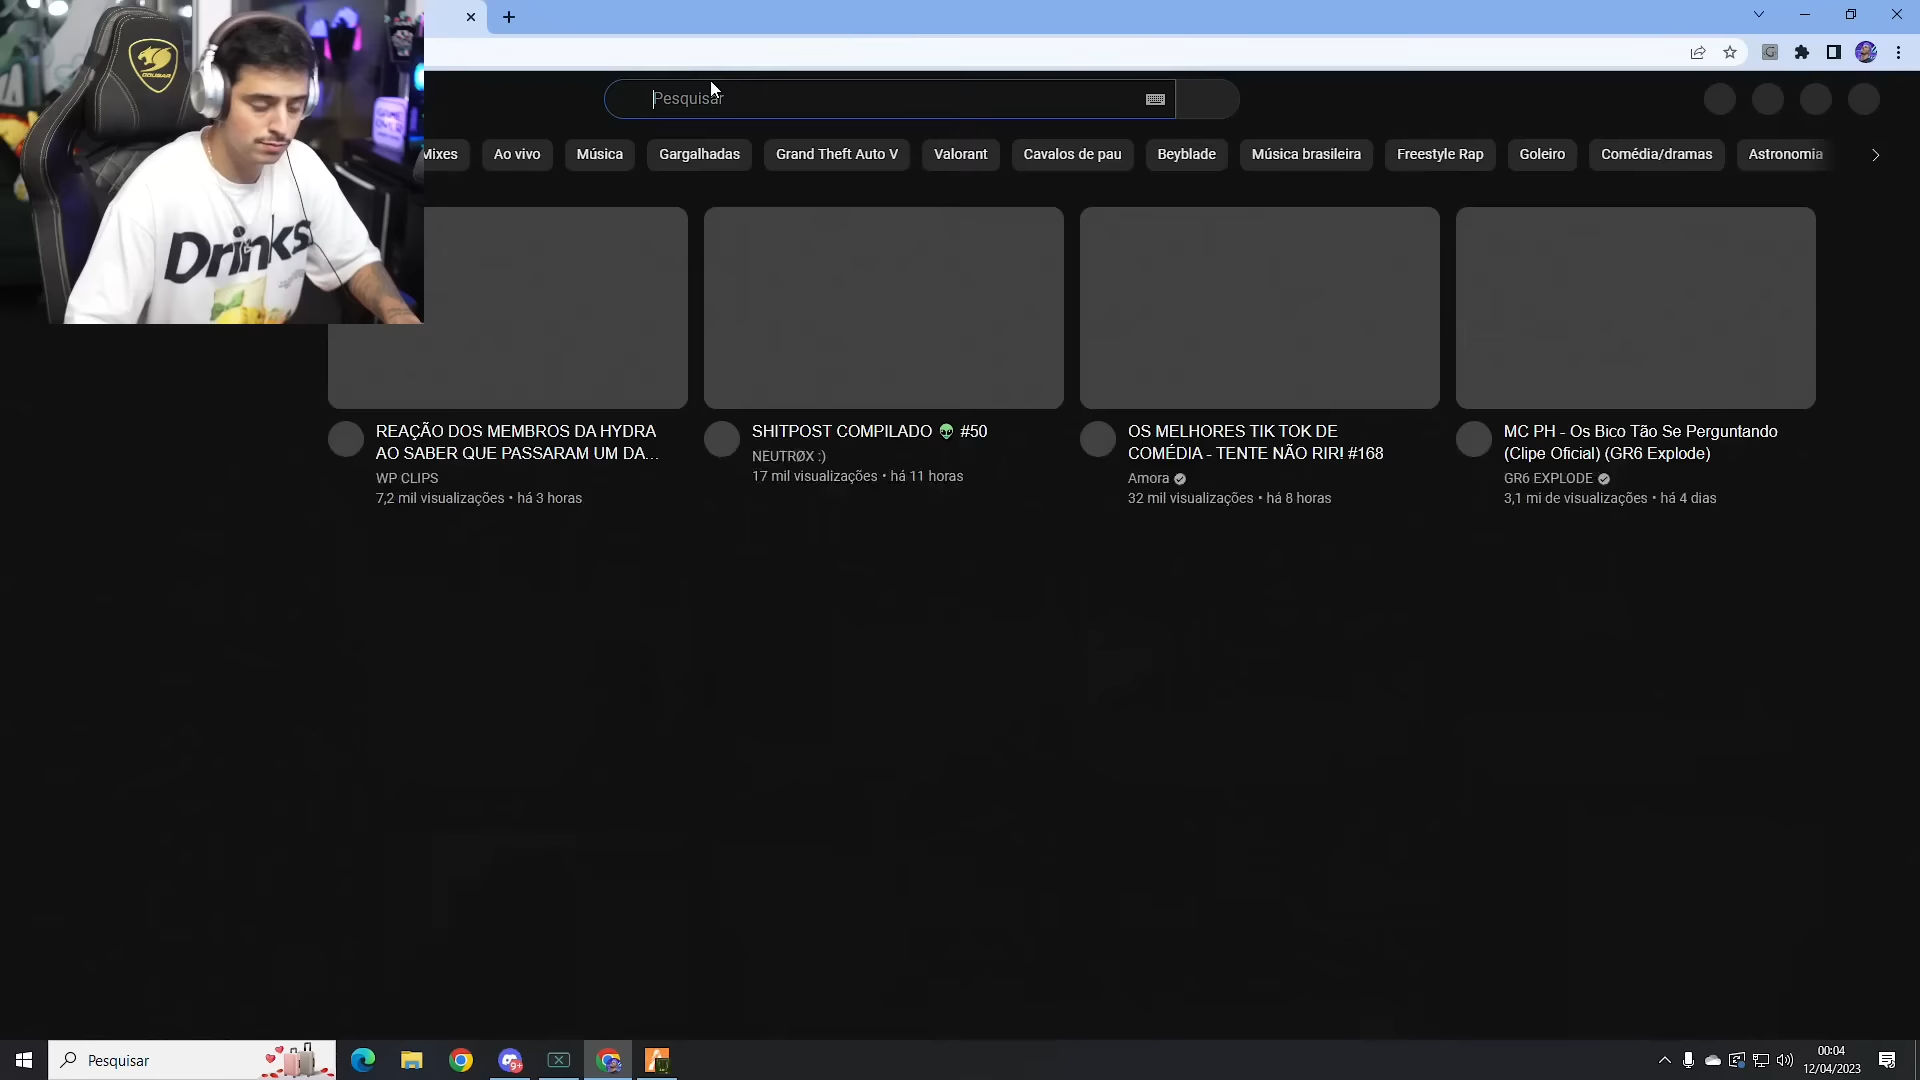 COUGAR
Drinks
Pesquisar
Mixes
Ao vivo
Música
Gargalhadas
Grand Theft Auto V
Valorant
Cavalos de pau
Beyblade
Música brasileira
Freestyle Rap
Goleiro
Comédia/dramas
Astronomia
REAÇÃO DOS MEMBROS DA HYDRA
AO SABER QUE PASSARAM UM DA...
WP CLIPS
7,2 mil visualizações • há 3 horas
SHITPOST COMPILADO 👽 #50
NEUTRØX :)
17 mil visualizações • há 11 horas
OS MELHORES TIK TOK DE
COMÉDIA - TENTE NÃO RIR! #168
Amora
32 mil visualizações • há 8 horas
MC PH - Os Bico Tão Se Perguntando
(Clipe Oficial) (GR6 Explode)
GR6 EXPLODE
3,1 mi de visualizações • há 4 dias
Pesquisar
9+
00:04
12/04/2023